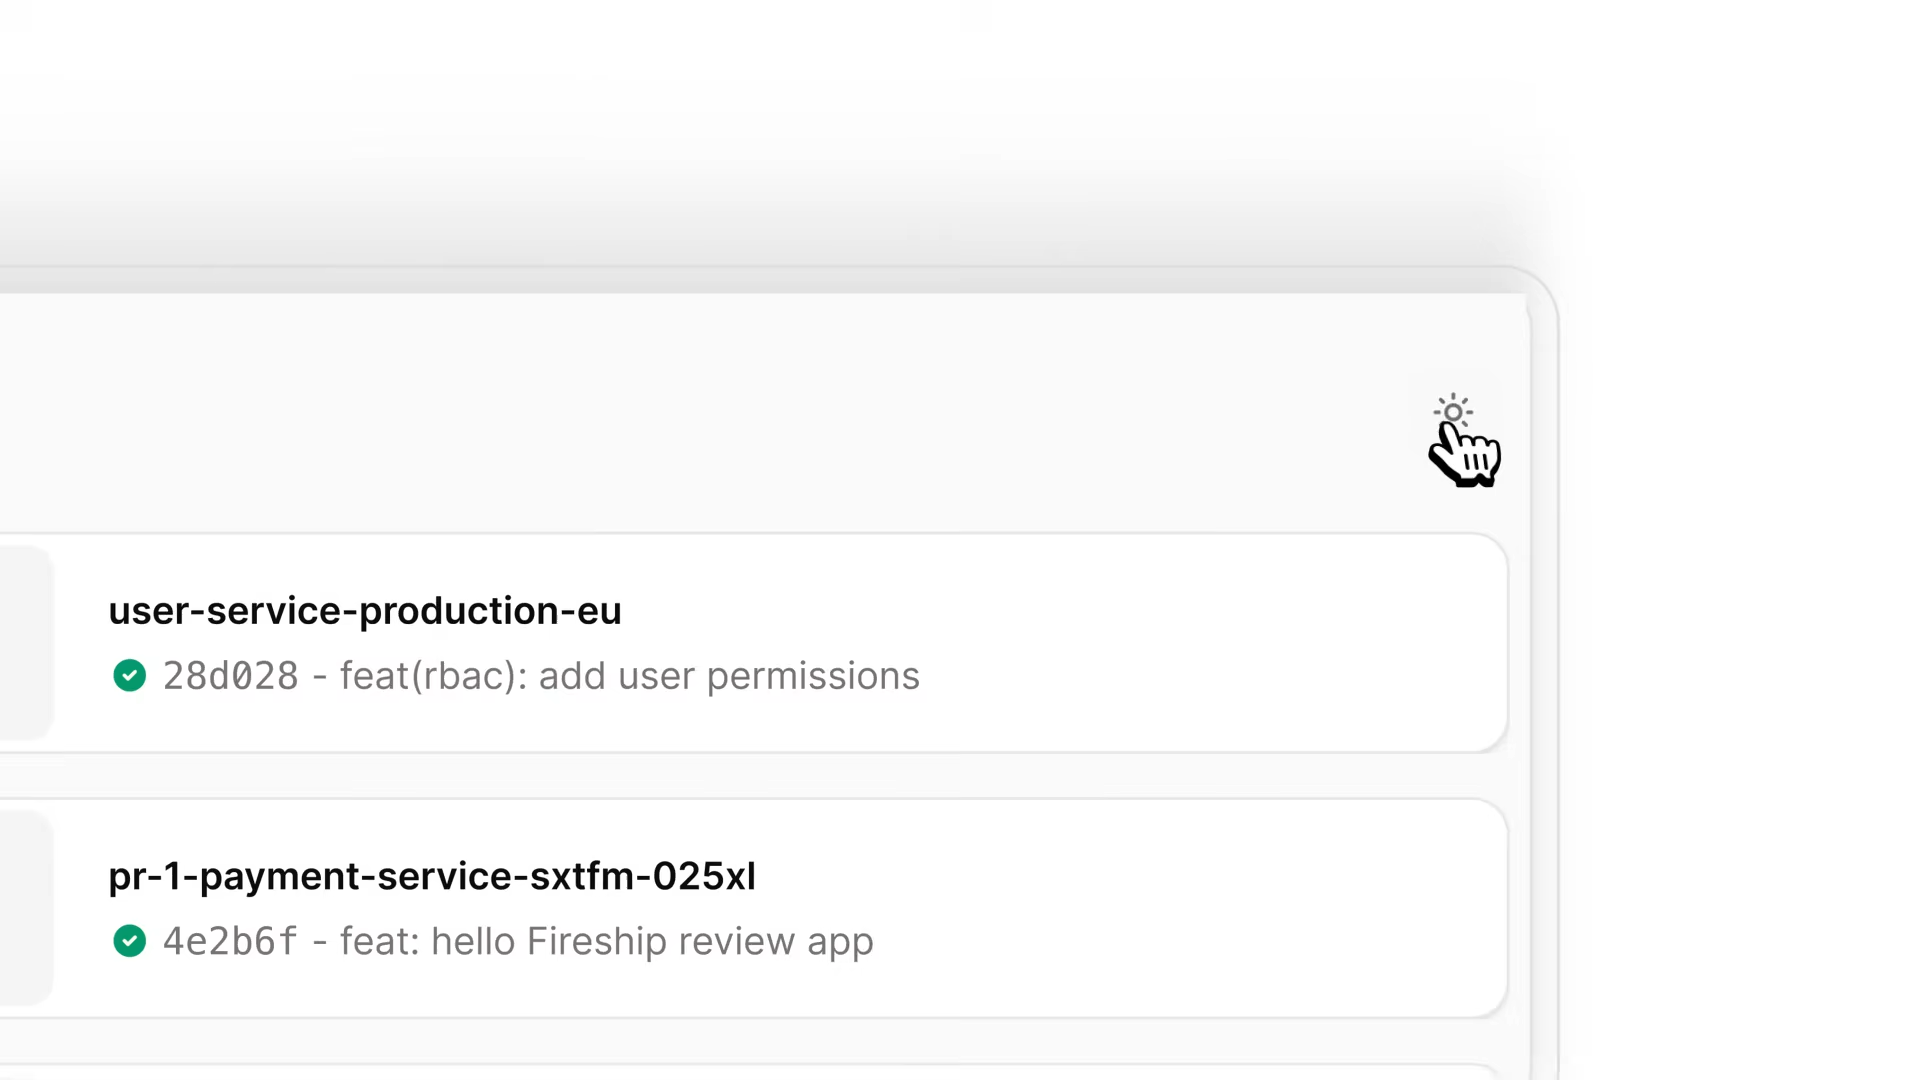 user-service-production-eu
28d028 - feat(rbac): add user permissions
pr-1-payment-service-sxtfm-025xl
4e2b6f - feat: hello Fireship review app